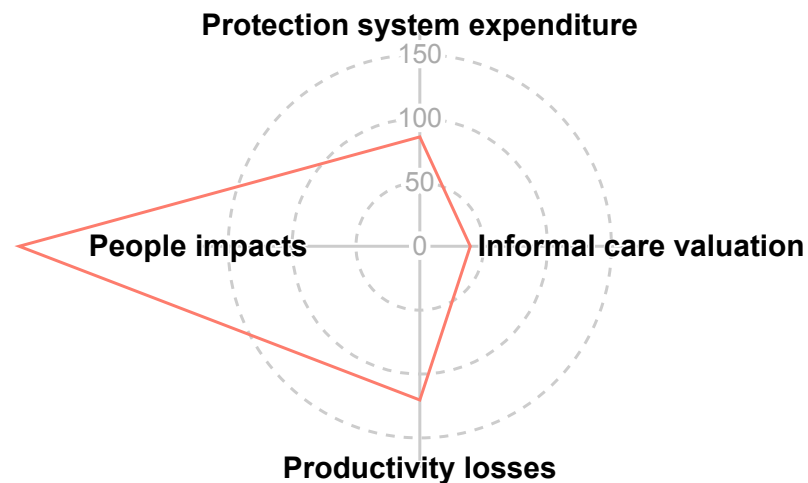 Protection system expenditure
150
100
50
People impacts
0
Informal care valuation
Productivity losses